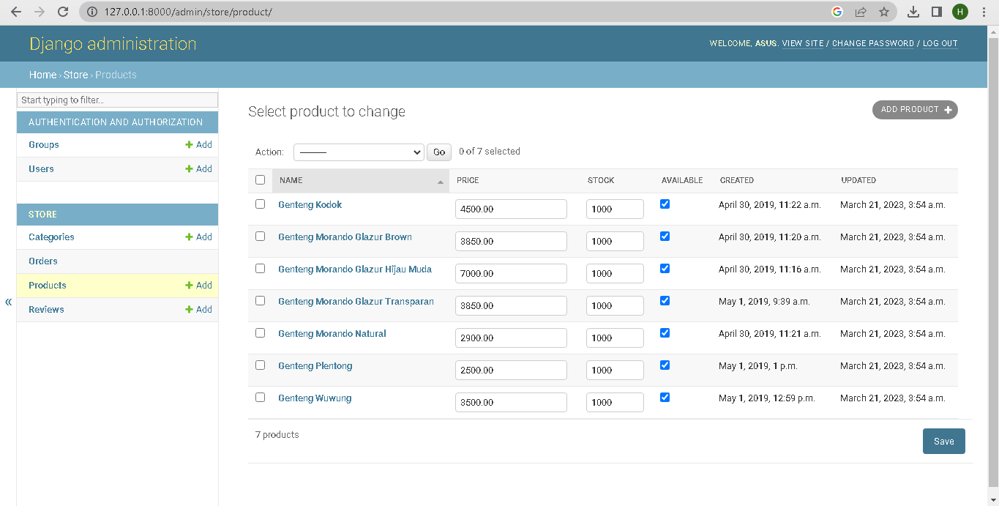 127.0.0.1:8000/admin/store/product/
H
Django administration
WELCOME, ASUS. VIEW SITE / CHANGE PASSWORD / LOG OUT
Home › Store › Products
Start typing to filter...
AUTHENTICATION AND AUTHORIZATION
Groups + Add
Users + Add
STORE
Categories + Add
Orders
Products + Add
Reviews + Add
«
Select product to change
ADD PRODUCT +
Action: --------- Go 0 of 7 selected
NAME PRICE STOCK AVAILABLE CREATED UPDATED
Genteng Kodok 4500.00 1000 April 30, 2019, 11:22 a.m. March 21, 2023, 3:54 a.m.
Genteng Morando Glazur Brown 3850.00 1000 April 30, 2019, 11:20 a.m. March 21, 2023, 3:54 a.m.
Genteng Morando Glazur Hijau Muda 7000.00 1000 April 30, 2019, 11:16 a.m. March 21, 2023, 3:54 a.m.
Genteng Morando Glazur Transparan 3850.00 1000 May 1, 2019, 9:39 a.m. March 21, 2023, 3:54 a.m.
Genteng Morando Natural 2900.00 1000 April 30, 2019, 11:21 a.m. March 21, 2023, 3:54 a.m.
Genteng Plentong 2500.00 1000 May 1, 2019, 1 p.m. March 21, 2023, 3:54 a.m.
Genteng Wuwung 3500.00 1000 May 1, 2019, 12:59 p.m. March 21, 2023, 3:54 a.m.
7 products
Save